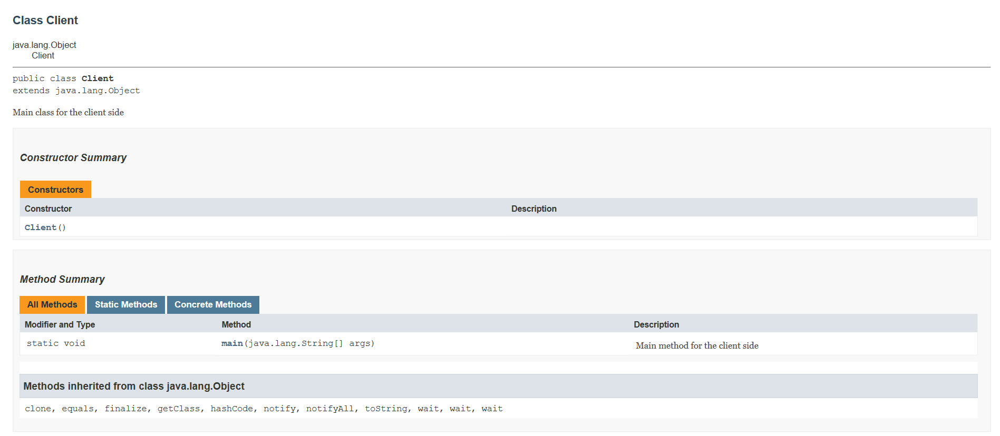 Class Client
java.lang.Object
Client
public class Client
extends java.lang.Object
Main class for the client side
Constructor Summary
Constructors
Constructor Description
Client()
Method Summary
All Methods Static Methods Concrete Methods
Modifier and Type Method Description
static void main(java.lang.String[] args) Main method for the client side
Methods inherited from class java.lang.Object
clone, equals, finalize, getClass, hashCode, notify, notifyAll, toString, wait, wait, wait